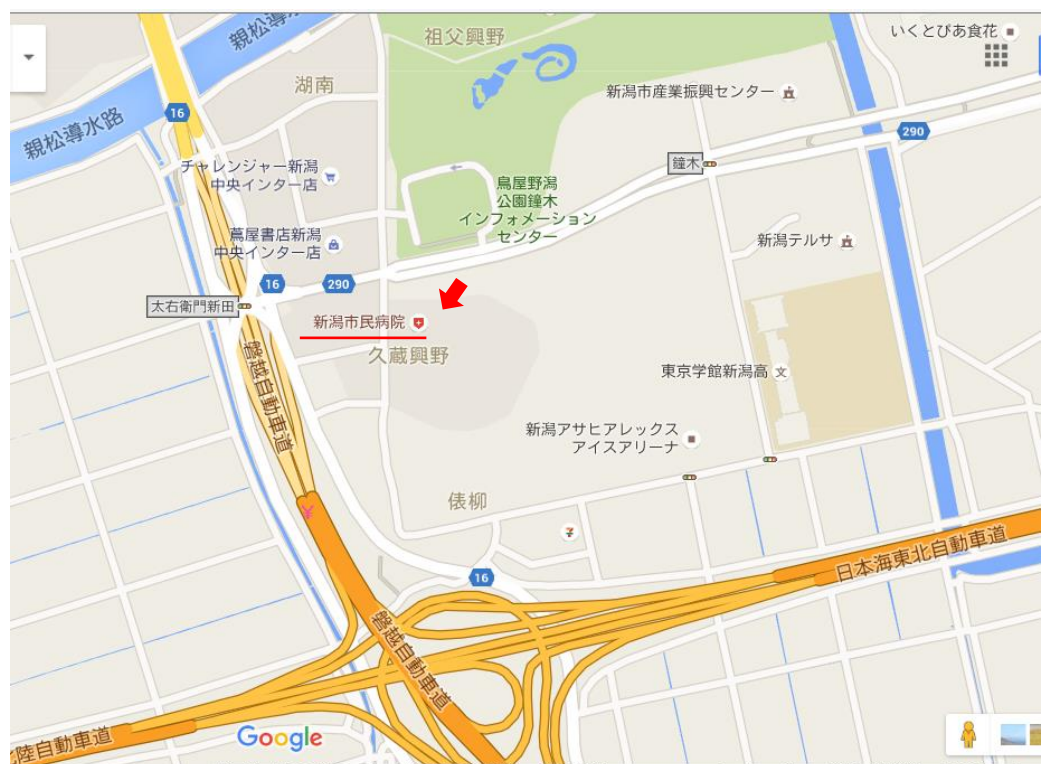 親松導水路
祖父興野
いくとぴあ食花
湖南
新潟市産業振興センター
16
290
親松導水路
鐘木
チャレンジャー新潟
中央インター店
鳥屋野潟
公園鐘木
インフォメーション
センター
蔦屋書店新潟
中央インター店
新潟テルサ
16
290
太右衛門新田
新潟市民病院
久蔵興野
磐越自動車道
東京学館新潟高
文
新潟アサヒアレックス
アイスアリーナ
俵柳
¥
日本海東北自動車道
16
磐越自動車道
陸自動車道
Google